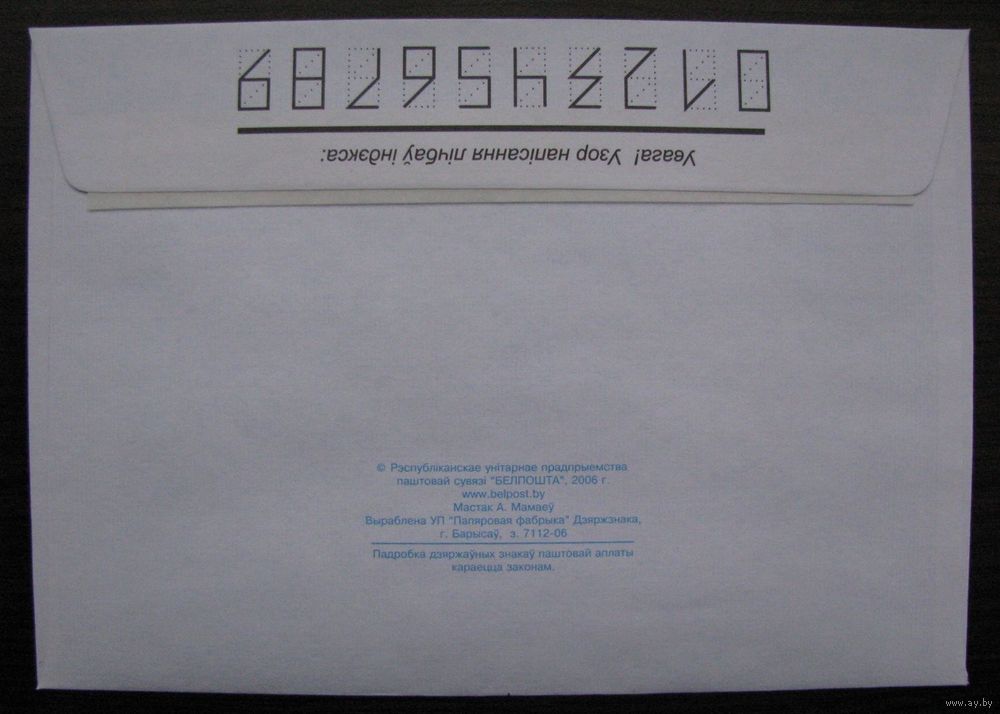 Увага! Узор напісання лічбаў індэкса:
0123456789
© Рэспубліканскае унітарнае прадпрыемства
паштовай сувязі "БЕЛПОШТА", 2006 г.
www.belpost.by
Мастак А. Мамаеў
Выраблена УП "Папяровая фабрыка" Дзяржзнака,
г. Барысаў, з. 7112-06
Падробка дзяржаўных знакаў паштовай аплаты
караецца законам.
www.ay.by